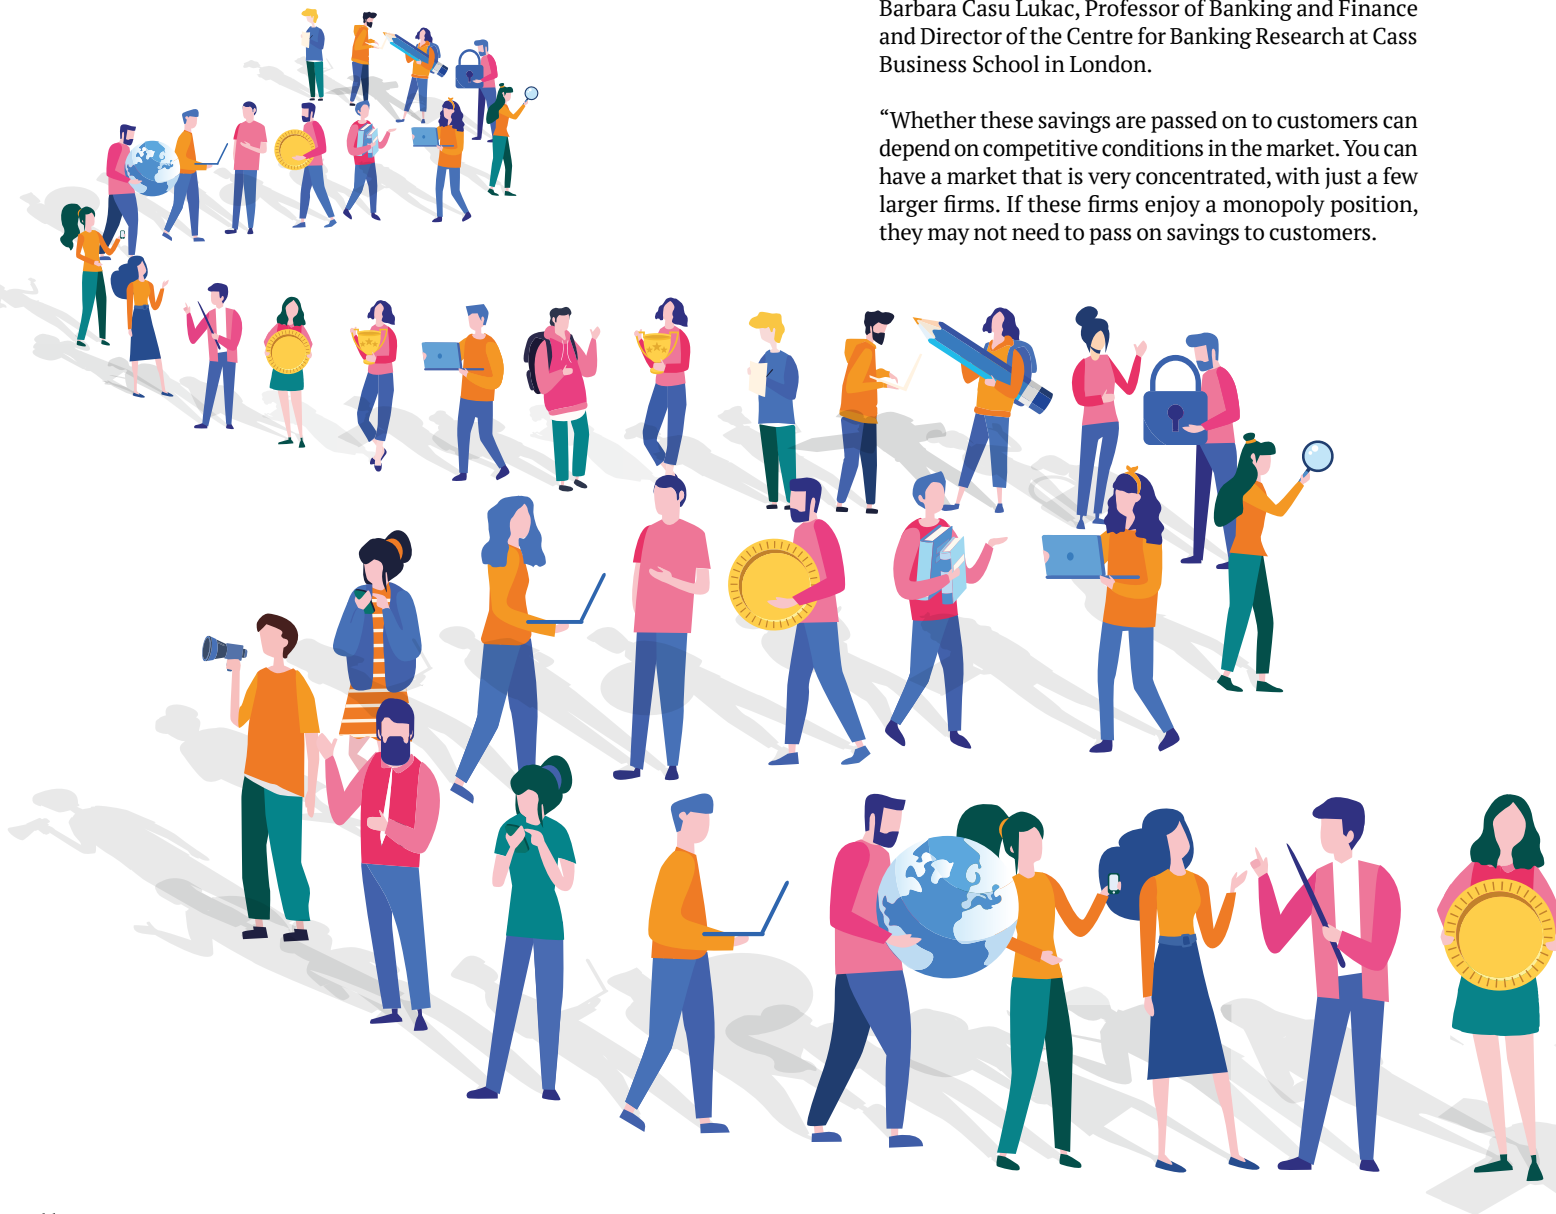 Barbara Casu Lukac, Professor of Banking and Finance
and Director of the Centre for Banking Research at Cass
Business School in London.
“Whether these savings are passed on to customers can
depend on competitive conditions in the market. You can
have a market that is very concentrated, with just a few
larger firms. If these firms enjoy a monopoly position,
they may not need to pass on savings to customers.